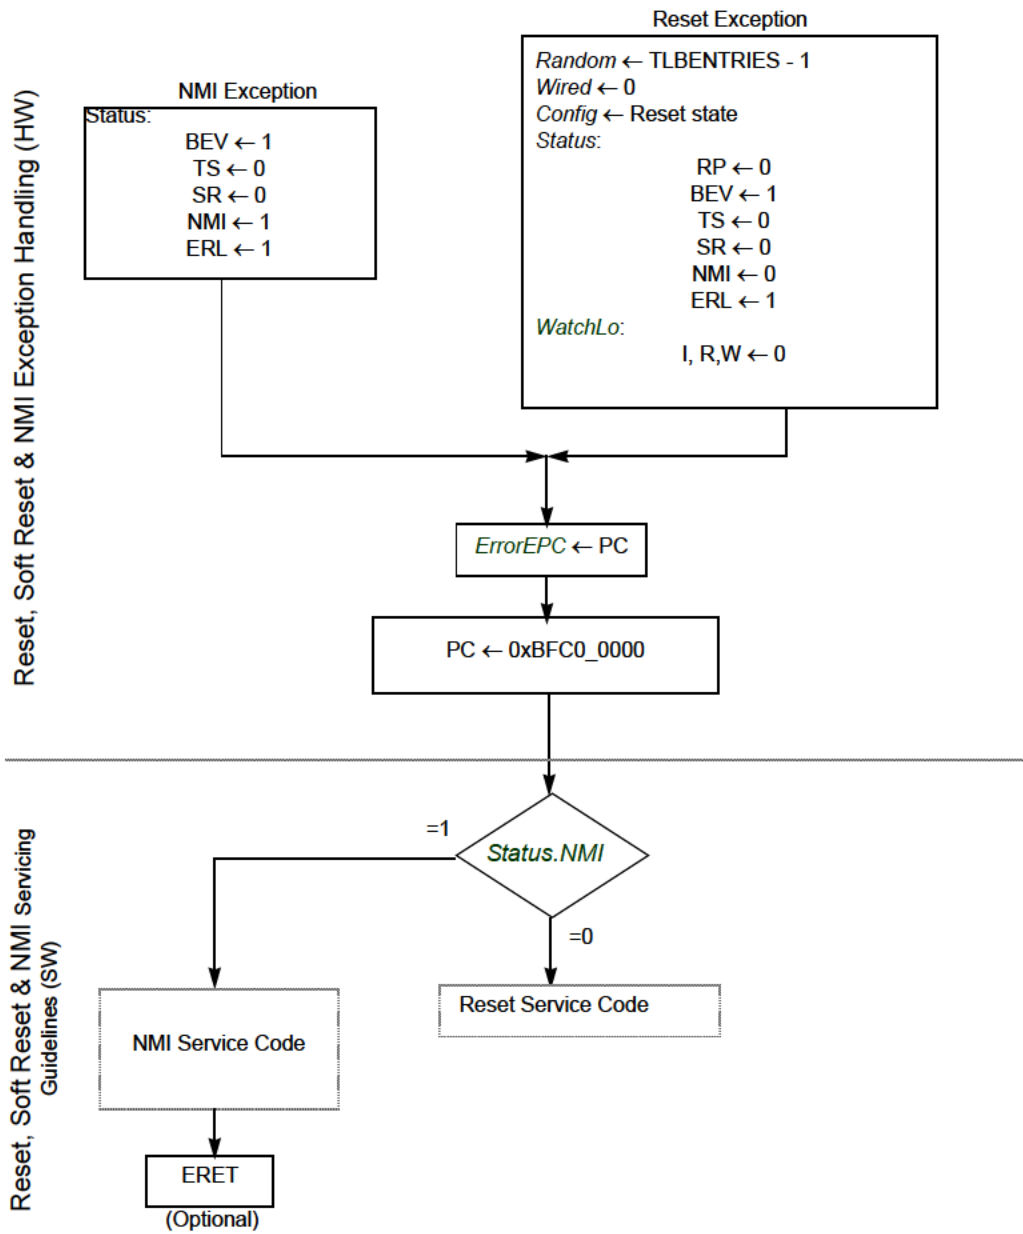 Reset Exception
Random ← TLBENTRIES - 1
Wired ← 0
Config ← Reset state
Status:
RP ← 0
BEV ← 1
TS ← 0
SR ← 0
NMI ← 0
ERL ← 1
WatchLo:
I, R,W ← 0
NMI Exception
Status:
BEV ← 1
TS ← 0
SR ← 0
NMI ← 1
ERL ← 1
Reset, Soft Reset & NMI Exception Handling (HW)
ErrorEPC ← PC
PC ← 0xBFC0_0000
=1
Status.NMI
=0
Reset, Soft Reset & NMI Servicing
Guidelines (SW)
Reset Service Code
NMI Service Code
ERET
(Optional)